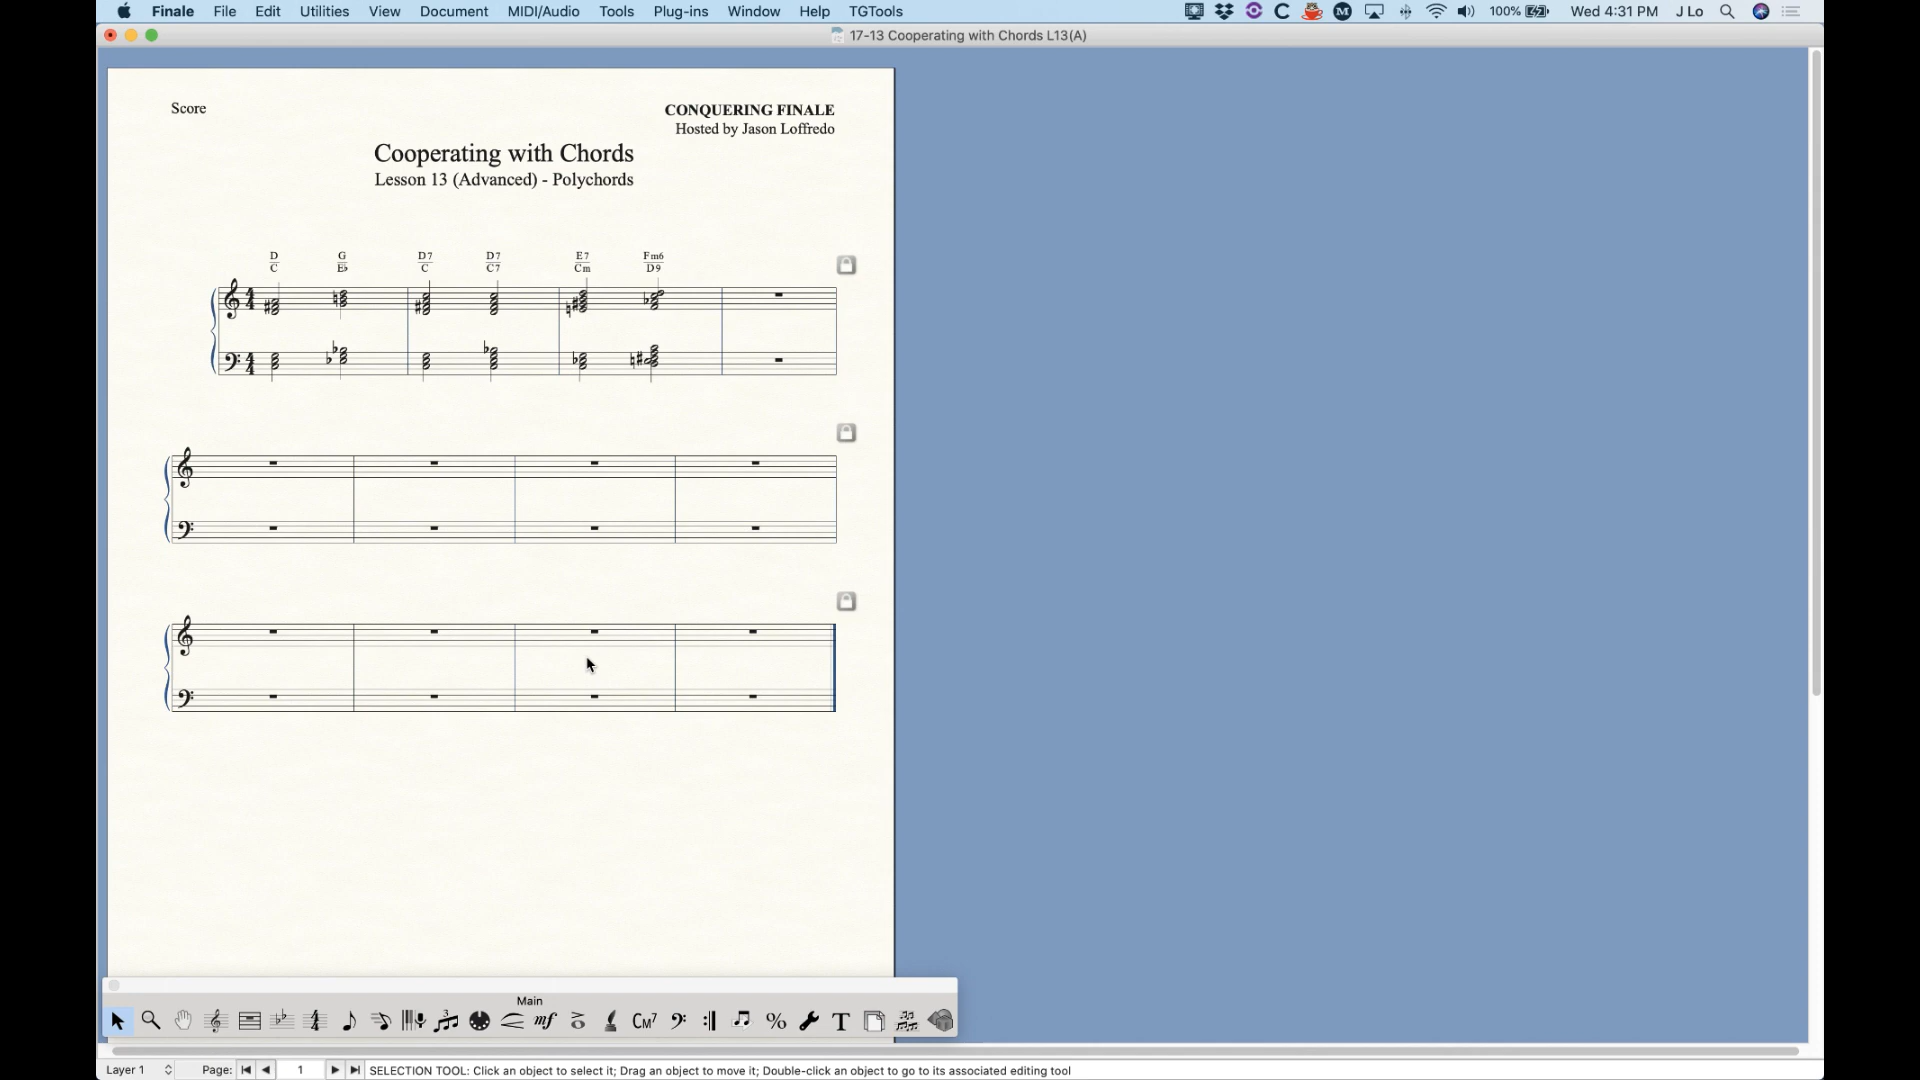 Finale File Edit Utilities View Document MIDI/Audio Tools Plug-ins Window Help TGTools 100% Wed 4:31 PM J Lo
17-13 Cooperating with Chords L13(A)
Score
CONQUERING FINALE
Hosted by Jason Loffredo
Cooperating with Chords
Lesson 13 (Advanced) - Polychords
D G D7 D7 E7 Fm6
C E♭ C C7 Cm D9
Main
CM7
Layer 1 Page: 1 SELECTION TOOL: Click an object to select it; Drag an object to move it; Double-click an object to go to its associated editing tool